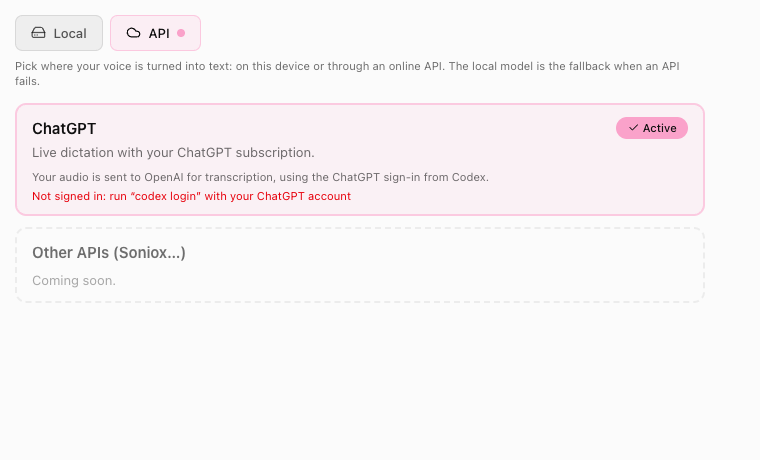 Local
API
Pick where your voice is turned into text: on this device or through an online API. The local model is the fallback when an API
fails.
ChatGPT
Active
Live dictation with your ChatGPT subscription.
Your audio is sent to OpenAI for transcription, using the ChatGPT sign-in from Codex.
Not signed in: run “codex login” with your ChatGPT account
Other APIs (Soniox...)
Coming soon.